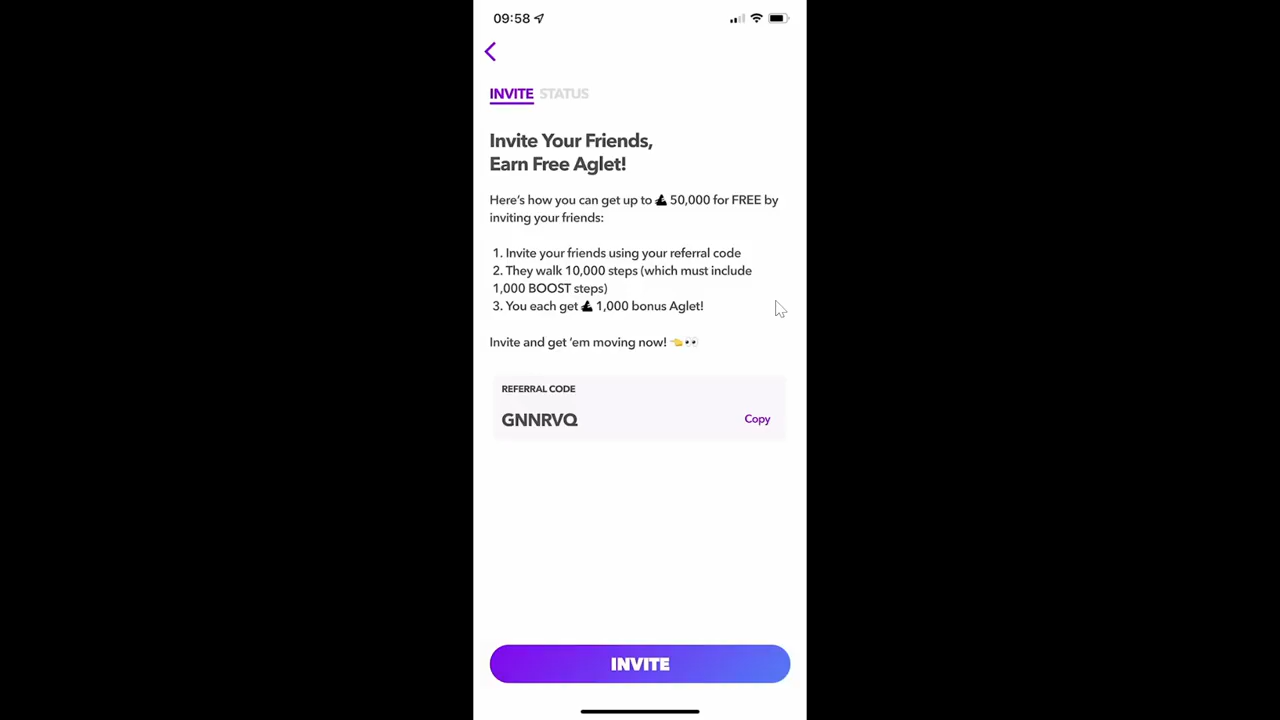 09:58
INVITE STATUS
Invite Your Friends,
Earn Free Aglet!
Here's how you can get up to 50,000 for FREE by
inviting your friends:
1. Invite your friends using your referral code
2. They walk 10,000 steps (which must include
1,000 BOOST steps)
3. You each get 1,000 bonus Aglet!
Invite and get 'em moving now! 👈👀
REFERRAL CODE
GNNRVQ Copy
INVITE